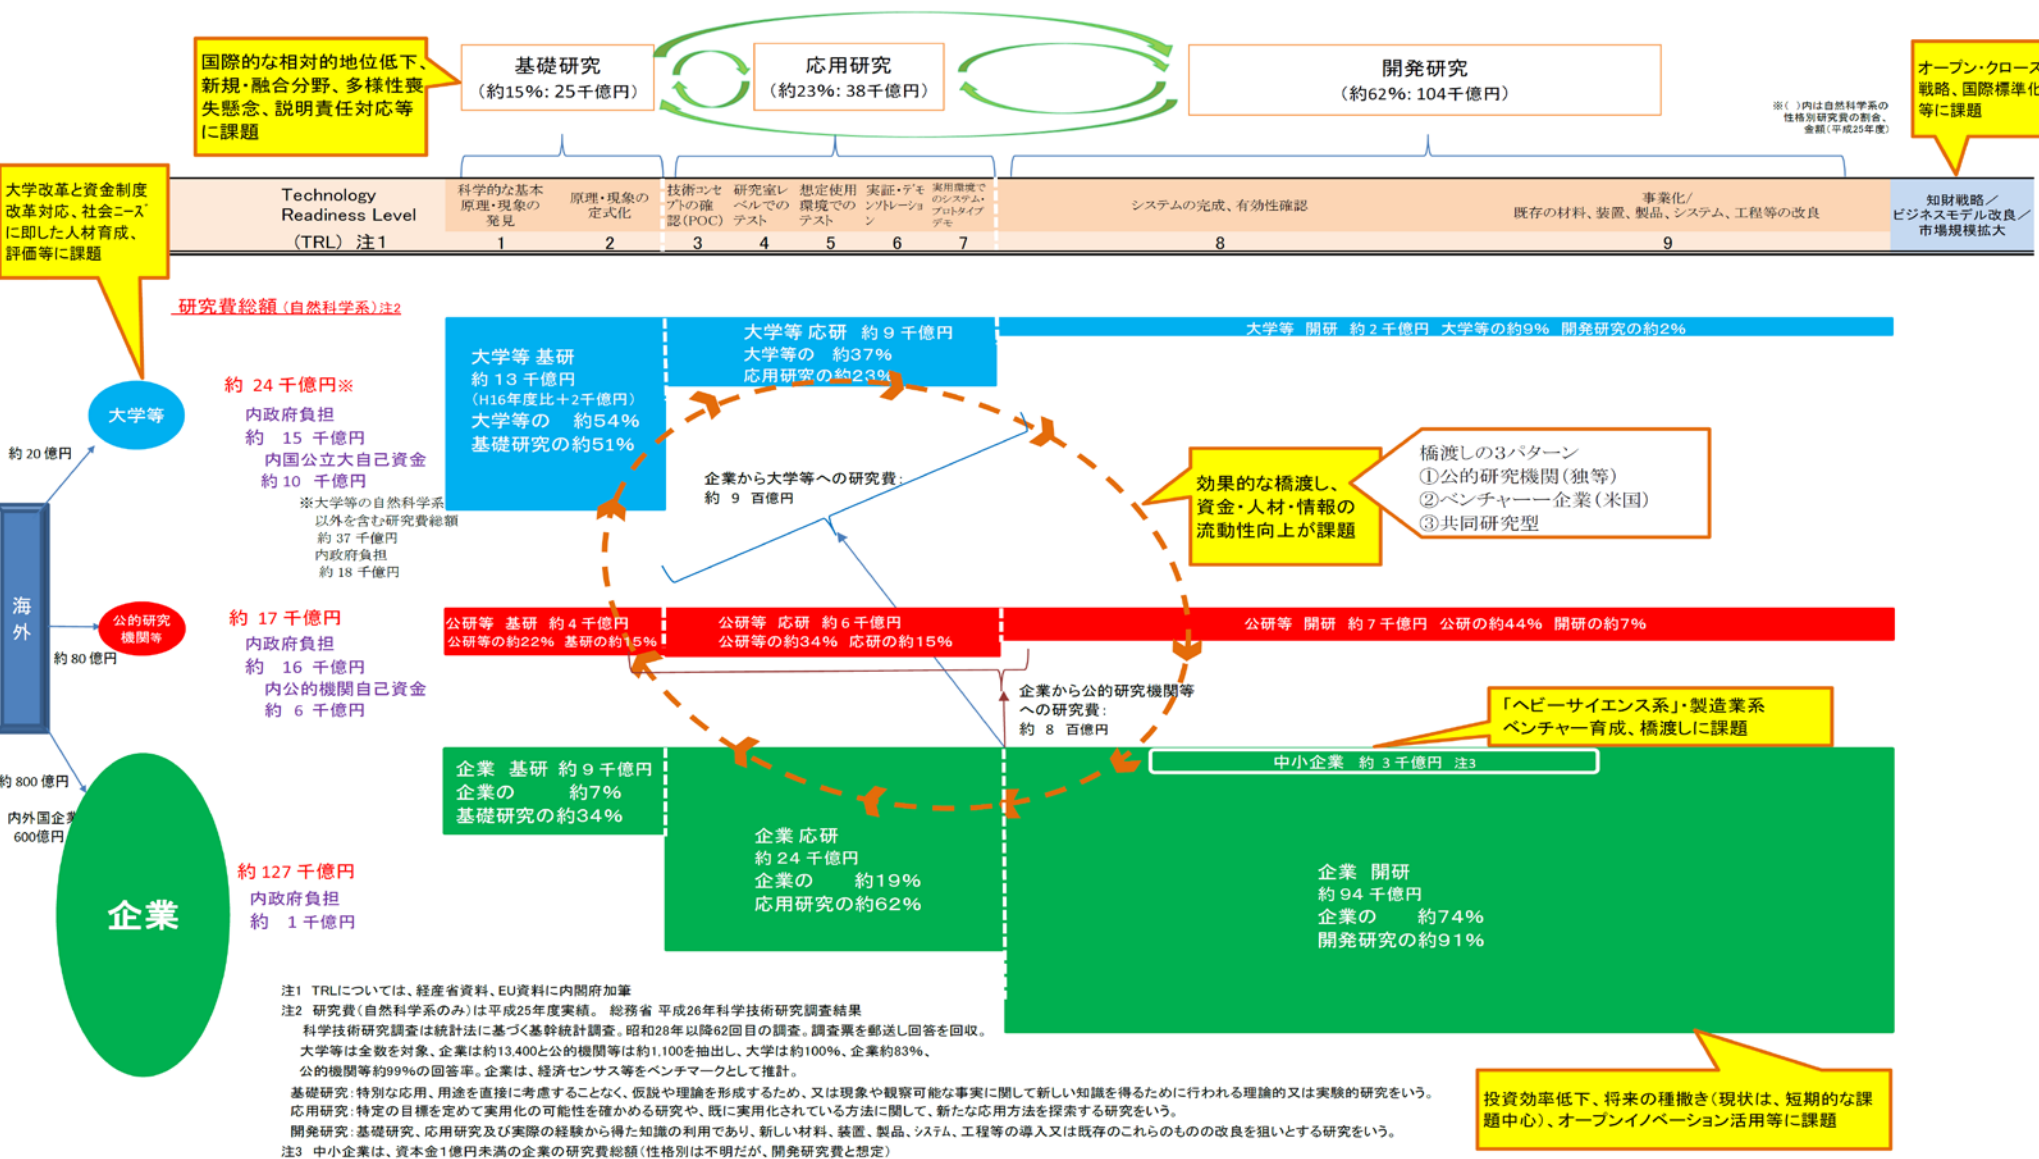 国際的な相対的地位低下、
新規・融合分野、多様性喪
失懸念、説明責任対応等
に課題
基礎研究
(約15%: 25千億円)
応用研究
(約23%: 38千億円)
開発研究
(約62%: 104千億円)
※( )内は自然科学系の
性格別研究費の割合、
金額(平成25年度)
オープン・クローズ
戦略、国際標準化
等に課題
大学改革と資金制度
改革対応、社会ニーズ
に即した人材育成、
評価等に課題
Technology
Readiness Level
(TRL) 注1
科学的な基本
原理・現象の
発見
1
原理・現象の
定式化
2
技術コンセ
プトの確
認(POC)
3
研究室レ
ベルでの
テスト
4
想定使用
環境での
テスト
5
実証・デモ
ンストレーショ
ン
6
実用環境で
のシステム・
プロトタイプ
デモ
7
システムの完成、有効性確認
8
事業化/
既存の材料、装置、製品、システム、工程等の改良
9
知財戦略/
ビジネスモデル改良/
市場規模拡大
研究費総額(自然科学系)注2
大学等 基研
約 13 千億円
(H16年度比+2千億円)
大学等の 約54%
基礎研究の約51%
大学等 応研 約 9 千億円
大学等の 約37%
応用研究の約23%
大学等 開研 約 2 千億円 大学等の約9% 開発研究の約2%
大学等
約 24 千億円※
内政府負担
約 15 千億円
内国公立大自己資金
約10 千億円
※大学等の自然科学系
以外を含む研究費総額
約 37 千億円
内政府負担
約 18 千億円
約 20 億円
企業から大学等への研究費:
約 9 百億円
効果的な橋渡し、
資金・人材・情報の
流動性向上が課題
橋渡しの3パターン
①公的研究機関(独等)
②ベンチャー一企業(米国)
③共同研究型
海外
公的研究
機関等
約 80 億円
約 17 千億円
内政府負担
約 16 千億円
内公的機関自己資金
約 6 千億円
公研等 基研 約 4 千億円
公研等の約22% 基研の約15%
公研等 応研 約 6 千億円
公研等の約34% 応研の約15%
公研等 開研 約 7 千億円 公研の約44% 開研の約7%
企業から公的研究機関等
への研究費:
約 8 百億円
「ヘビーサイエンス系」・製造業系
ベンチャー育成、橋渡しに課題
約 800 億円
内外国企業
600億円
企業
約 127 千億円
内政府負担
約 1 千億円
企業 基研 約 9 千億円
企業の 約7%
基礎研究の約34%
企業 応研
約 24 千億円
企業の 約19%
応用研究の約62%
中小企業 約 3 千億円 注3
企業 開研
約 94 千億円
企業の 約74%
開発研究の約91%
注1 TRLについては、経産省資料、EU資料に内閣府加筆
注2 研究費(自然科学系のみ)は平成25年度実績。 総務省 平成26年科学技術研究調査結果
科学技術研究調査は統計法に基づく基幹統計調査。昭和28年以降62回目の調査。調査票を郵送し回答を回収。
大学等は全数を対象、企業は約13,400と公的機関等は約1,100を抽出し、大学は約100%、企業約83%、
公的機関等約99%の回答率。企業は、経済センサス等をベンチマークとして推計。
基礎研究:特別な応用、用途を直接に考慮することなく、仮説や理論を形成するため、又は現象や観察可能な事実に関して新しい知識を得るために行われる理論的又は実験的研究をいう。
応用研究:特定の目標を定めて実用化の可能性を確かめる研究や、既に実用化されている方法に関して、新たな応用方法を探索する研究をいう。
開発研究:基礎研究、応用研究及び実際の経験から得た知識の利用であり、新しい材料、装置、製品、システム、工程等の導入又は既存のこれらのものの改良を狙いとする研究をいう。
注3 中小企業は、資本金1億円未満の企業の研究費総額(性格別は不明だが、開発研究費と想定)
投資効率低下、将来の種撒き(現状は、短期的な課
題中心)、オープンイノベーション活用等に課題